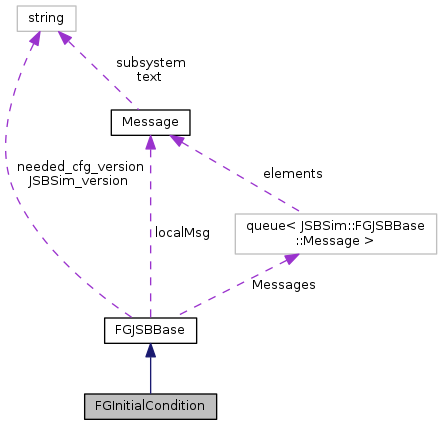 string
subsystem
text
Message
needed_cfg_version
JSBSim_version
elements
localMsg
queue< JSBSim::FGJSBBase
::Message >
Messages
FGJSBBase
FGInitialCondition